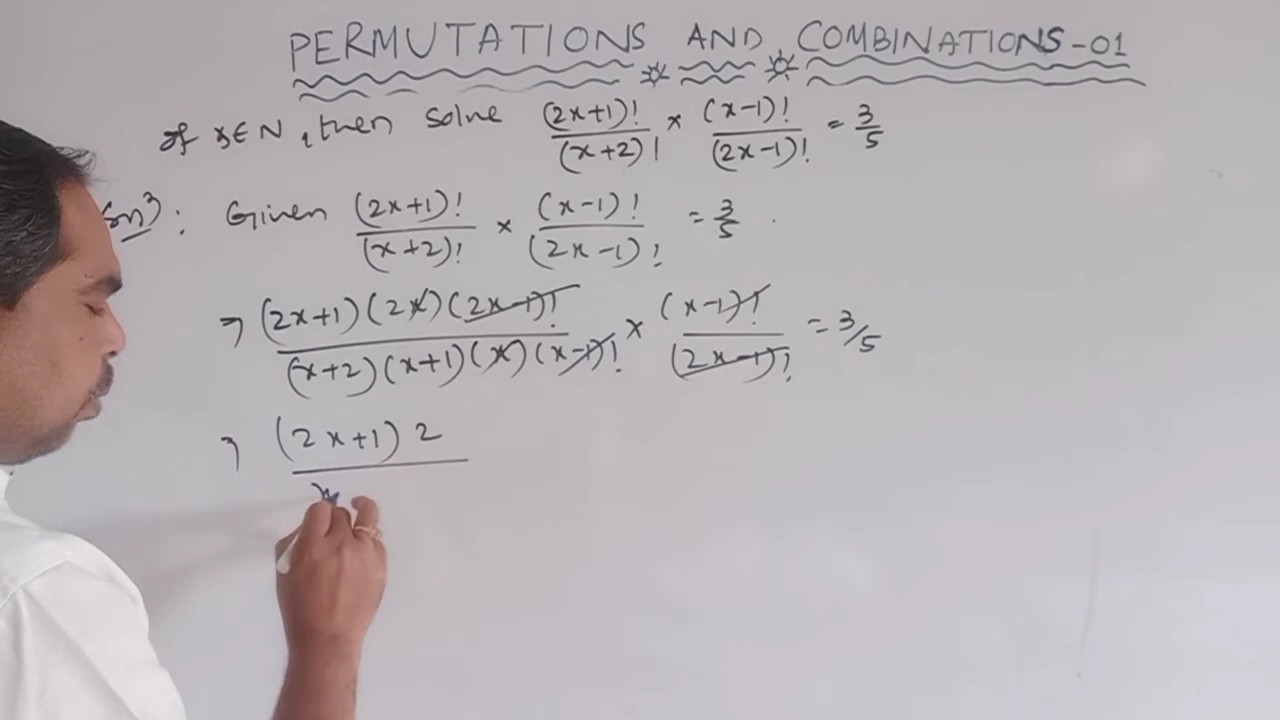 PERMUTATIONS AND COMBINATIONS-01
If x∈N, then solve (2x+1)!/(x+2)! × (x-1)!/(2x-1)! = 3/5
Soln: Given (2x+1)!/(x+2)! × (x-1)!/(2x-1)! = 3/5.
⇒ (2x+1)(2x)(2x-1)!/(x+2)(x+1)(x)(x-1)! × (x-1)!/(2x-1)! = 3/5
⇒ (2x+1)2/x